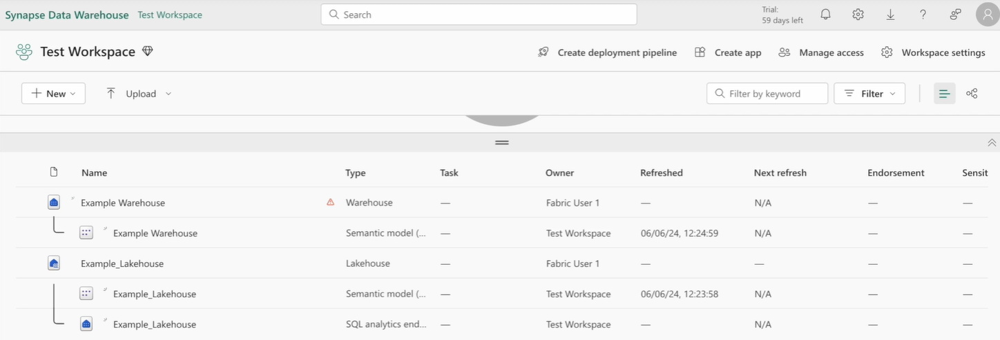 Synapse Data Warehouse Test Workspace Search Trial:
59 days left
Test Workspace Create deployment pipeline Create app Manage access Workspace settings
New Upload Filter by keyword Filter
Name Type Task Owner Refreshed Next refresh Endorsement Sensit
Example Warehouse Warehouse — Fabric User 1 — N/A — —
Example Warehouse Semantic model (... — Test Workspace 06/06/24, 12:24:59 N/A — —
Example_Lakehouse Lakehouse — Fabric User 1 — — — —
Example_Lakehouse Semantic model (... — Test Workspace 06/06/24, 12:23:58 N/A — —
Example_Lakehouse SQL analytics end... — Test Workspace — N/A — —